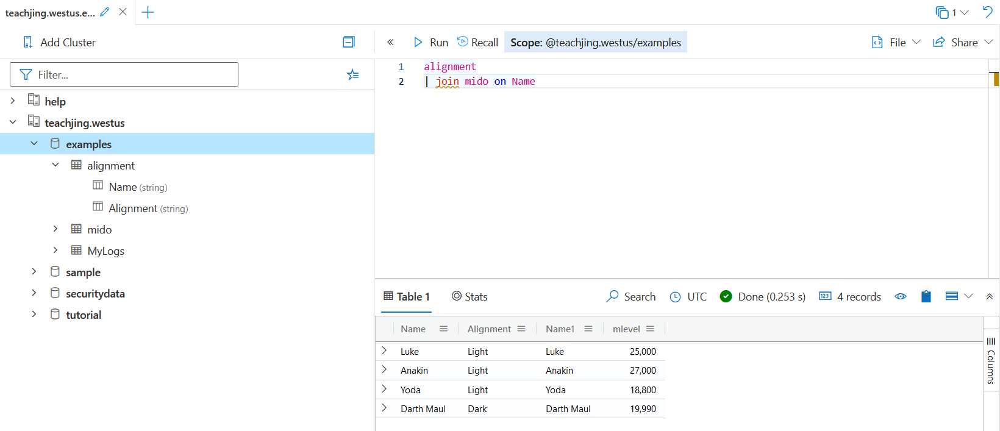 teachjing.westus.e...
1
Add Cluster
Run Recall Scope: @teachjing.westus/examples File Share
Filter...
help
teachjing.westus
examples
alignment
Name (string)
Alignment (string)
mido
MyLogs
sample
securitydata
tutorial
1 alignment
2 | join mido on Name
Table 1 Stats Search UTC Done (0.253 s) 123 4 records
Name Alignment Name1 mlevel
Luke Light Luke 25,000
Anakin Light Anakin 27,000
Yoda Light Yoda 18,800
Darth Maul Dark Darth Maul 19,990
Columns